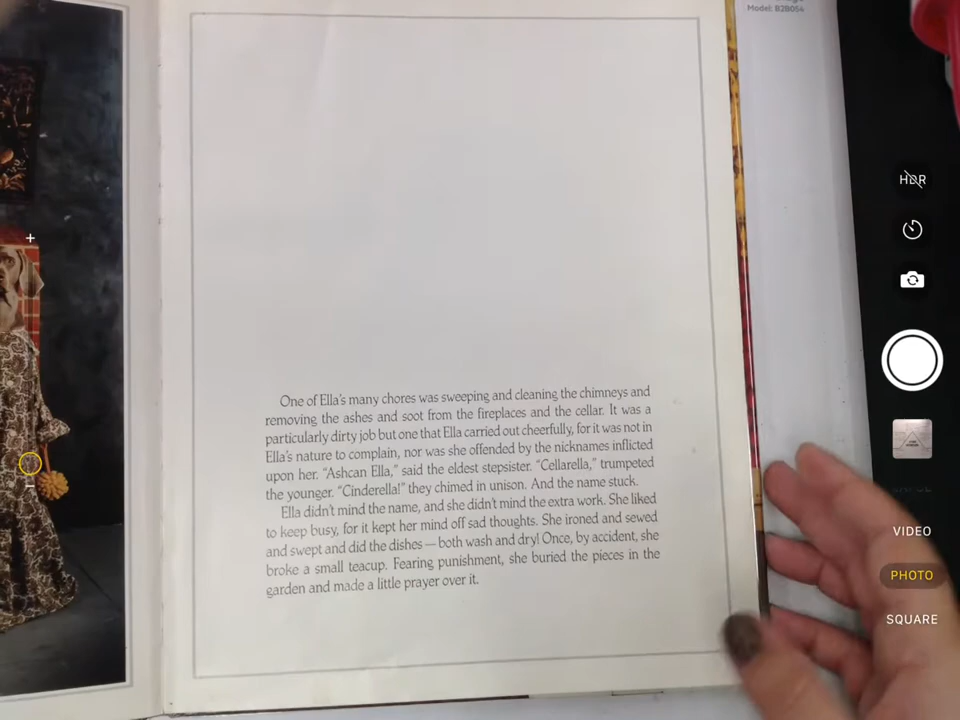 Model: B2B054
HDR
One of Ella's many chores was sweeping and cleaning the chimneys and
removing the ashes and soot from the fireplaces and the cellar. It was a
particularly dirty job but one that Ella carried out cheerfully, for it was not in
Ella's nature to complain, nor was she offended by the nicknames inflicted
upon her. “Ashcan Ella,” said the eldest stepsister. “Cellarella,” trumpeted
the younger. “Cinderella!” they chimed in unison. And the name stuck.
Ella didn't mind the name, and she didn't mind the extra work. She liked
to keep busy, for it kept her mind off sad thoughts. She ironed and sewed
and swept and did the dishes — both wash and dry! Once, by accident, she
broke a small teacup. Fearing punishment, she buried the pieces in the
garden and made a little prayer over it.
VIDEO
PHOTO
SQUARE